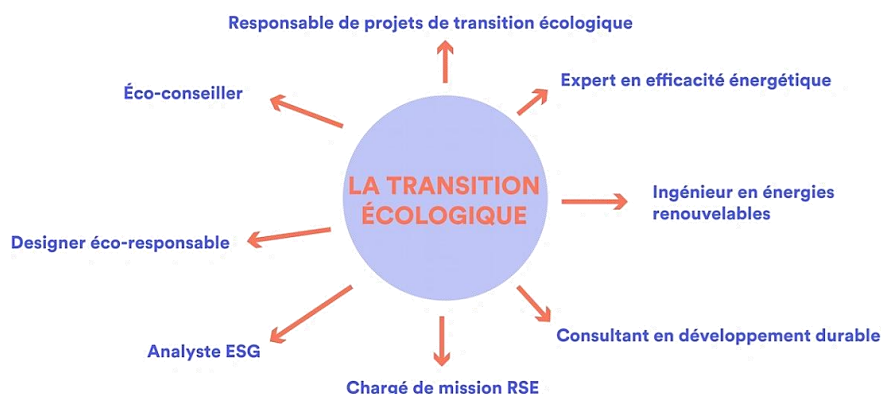 Responsable de projets de transition écologique
Expert en efficacité énergétique
Éco-conseiller
LA TRANSITION
ÉCOLOGIQUE
Ingénieur en énergies
renouvelables
Designer éco-responsable
Consultant en développement durable
Analyste ESG
Chargé de mission RSE